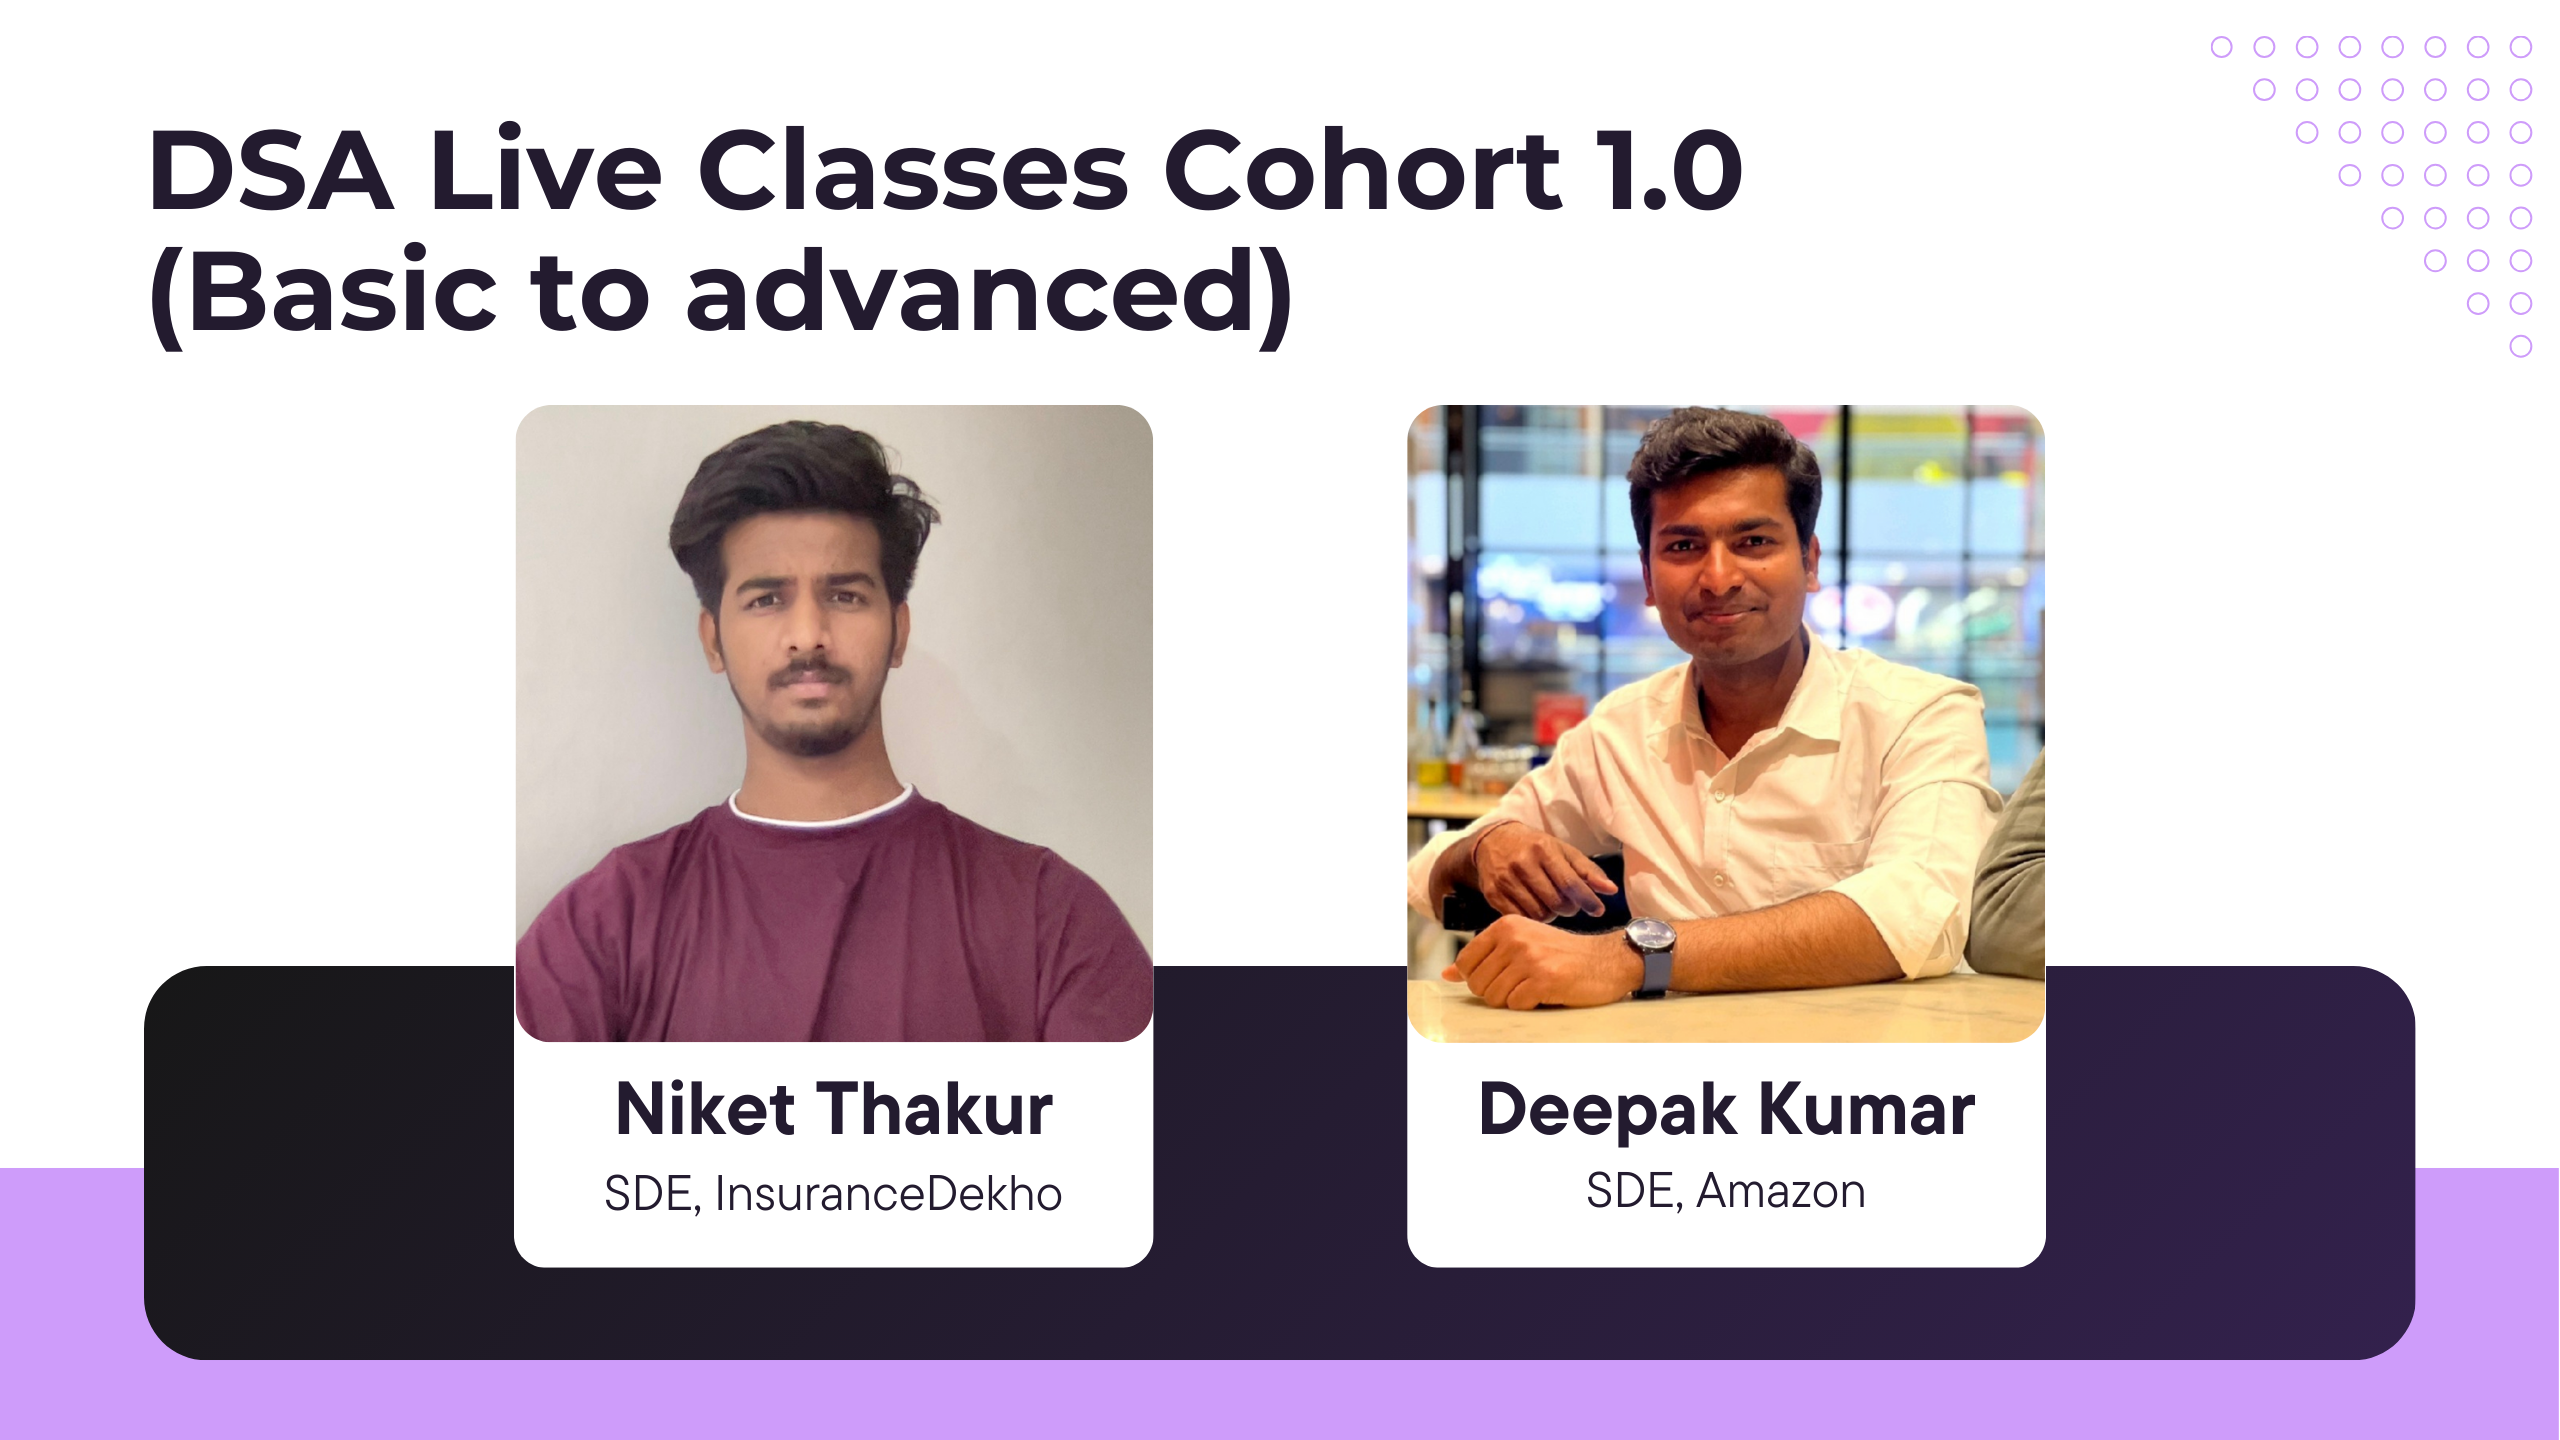 DSA Live Classes Cohort 1.0
(Basic to advanced)
Niket Thakur
SDE, InsuranceDekho
Deepak Kumar
SDE, Amazon